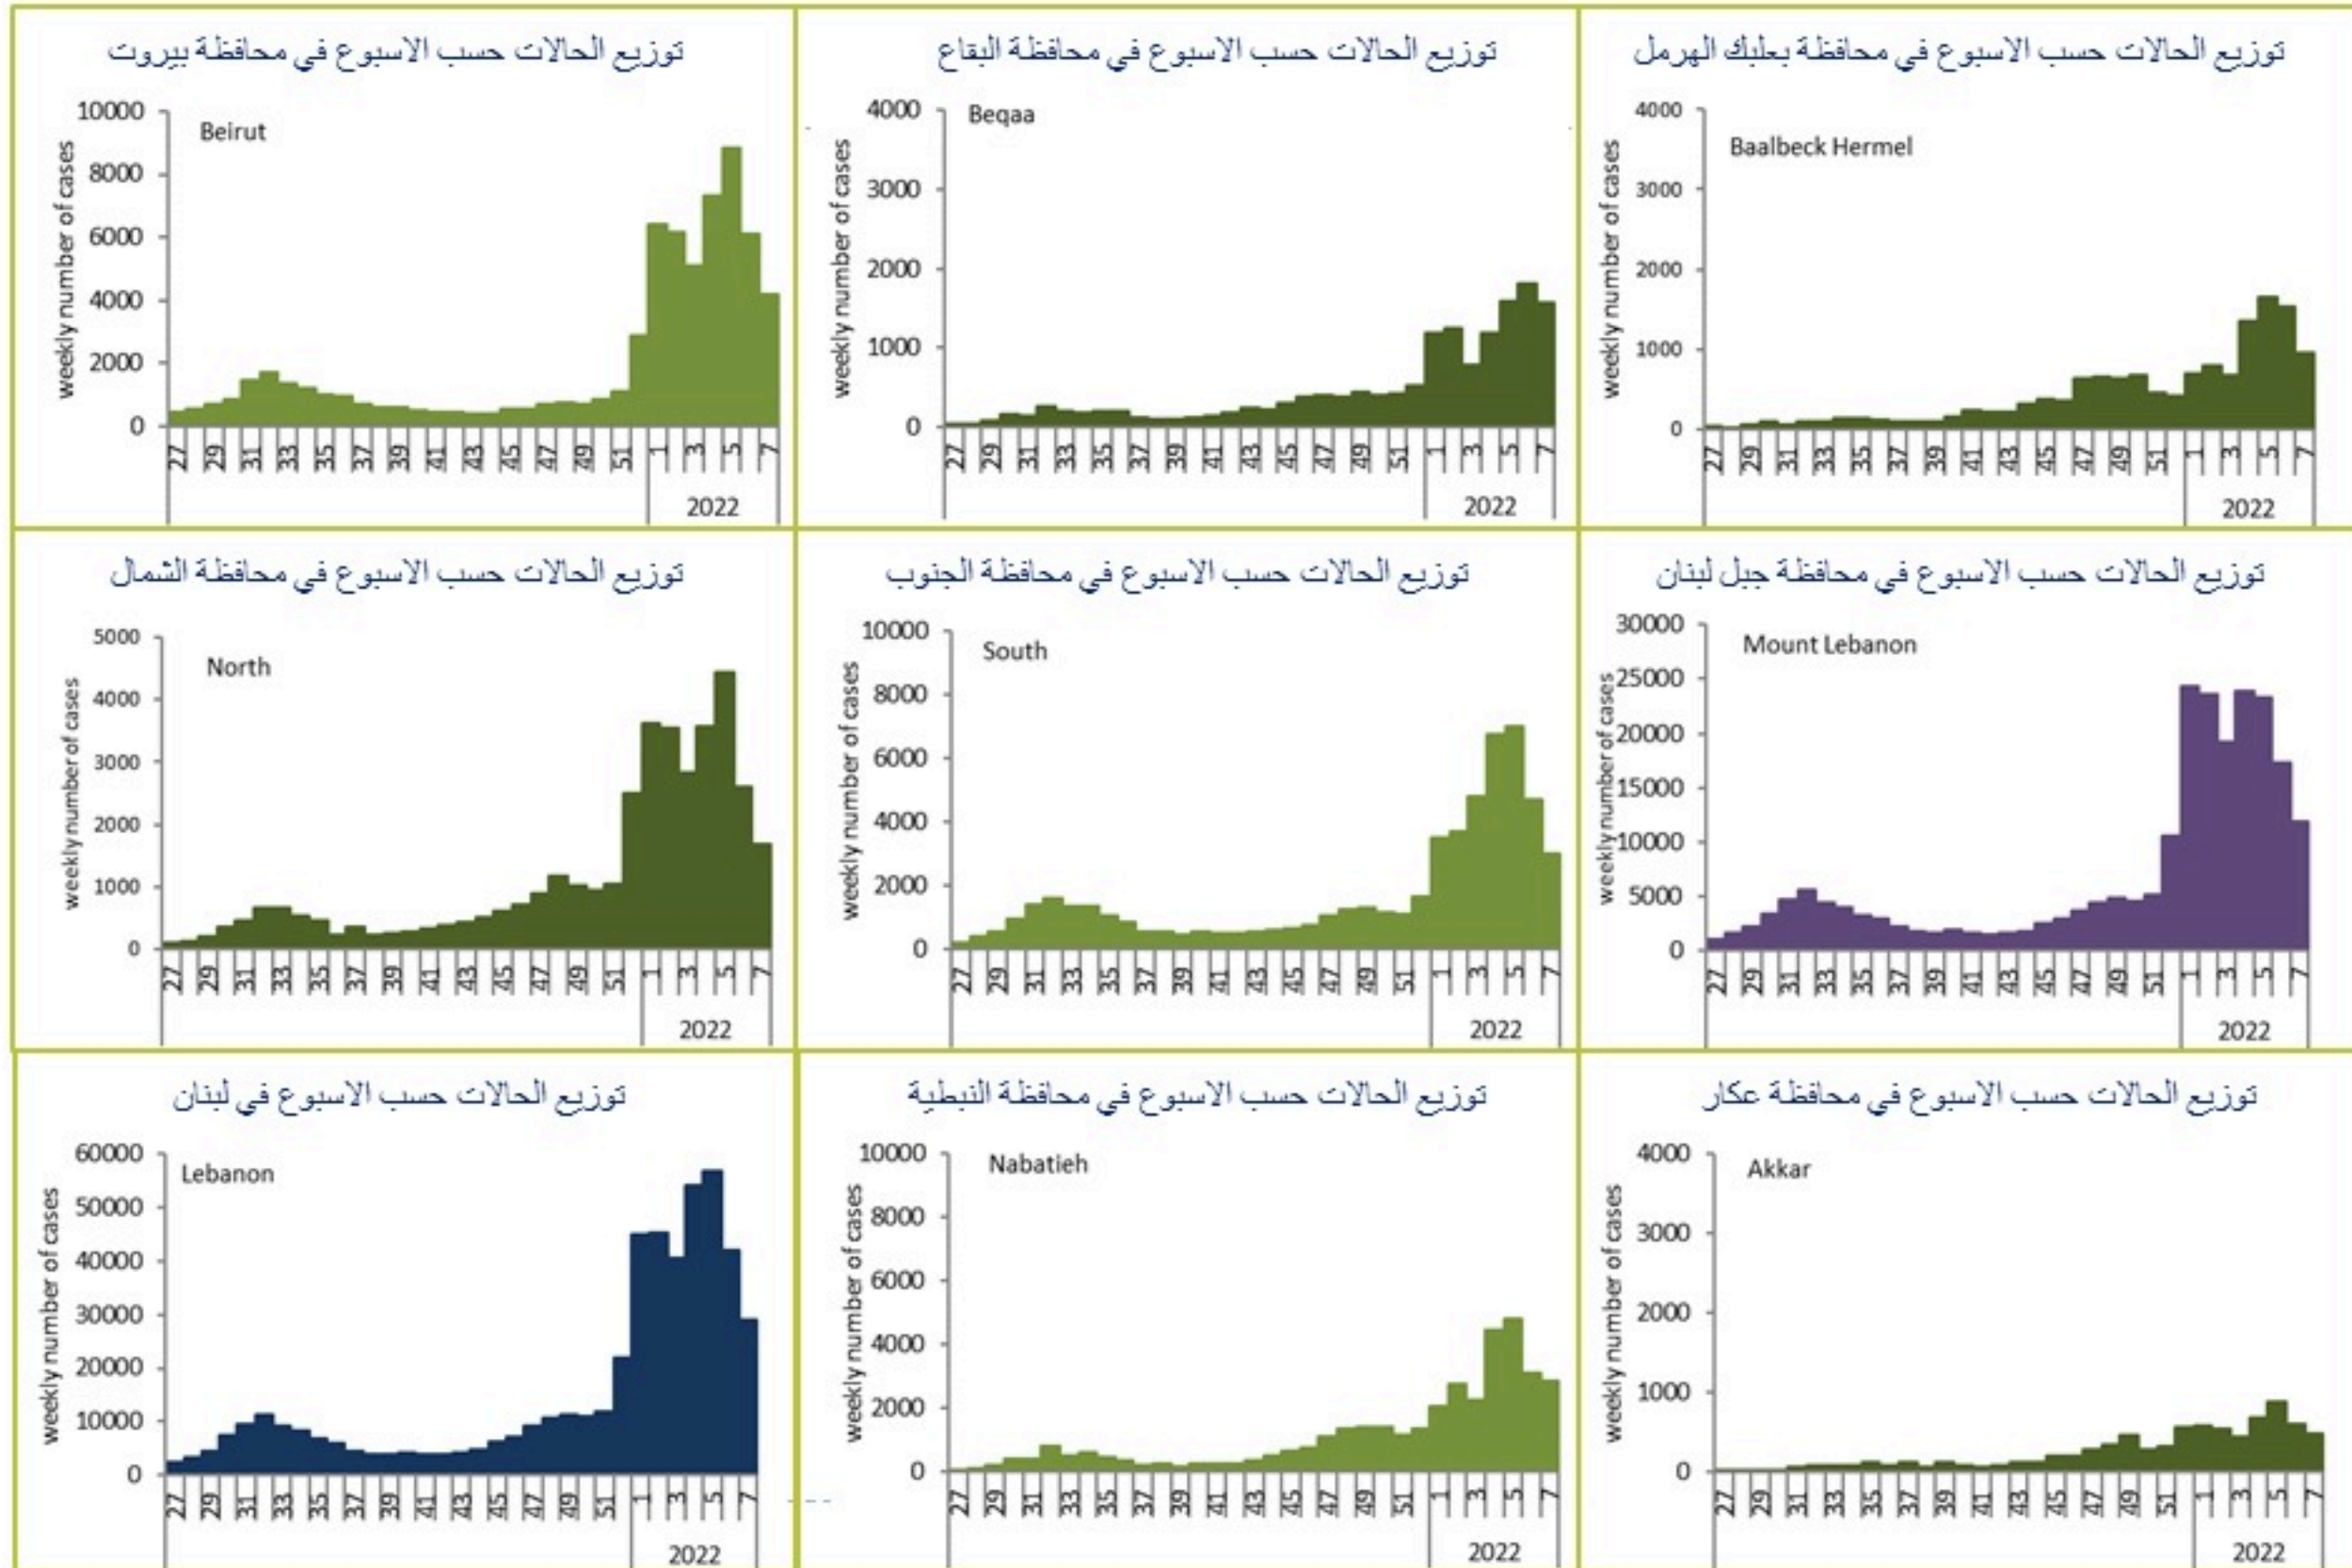 توزيع الحالات حسب الاسبوع في محافظة بيروت
10000
8000
6000
4000
2000
0
weekly number of cases
Beirut
27 29 31 33 35 37 39 41 43 45 47 49 51 1 3 5 7
2022
توزيع الحالات حسب الاسبوع في محافظة البقاع
4000
3000
2000
1000
0
weekly number of cases
Beqaa
27 29 31 33 35 37 39 41 43 45 47 49 51 1 3 5 7
2022
توزيع الحالات حسب الاسبوع في محافظة بعلبك الهرمل
4000
3000
2000
1000
0
weekly number of cases
Baalbeck Hermel
27 29 31 33 35 37 39 41 43 45 47 49 51 1 3 5 7
2022
توزيع الحالات حسب الاسبوع في محافظة الشمال
5000
4000
3000
2000
1000
0
weekly number of cases
North
27 29 31 33 35 37 39 41 43 45 47 49 51 1 3 5 7
2022
توزيع الحالات حسب الاسبوع في محافظة الجنوب
10000
8000
6000
4000
2000
0
weekly number of cases
South
27 29 31 33 35 37 39 41 43 45 47 49 51 1 3 5 7
2022
توزيع الحالات حسب الاسبوع في محافظة جبل لبنان
30000
25000
20000
15000
10000
5000
0
weekly number of cases
Mount Lebanon
27 29 31 33 35 37 39 41 43 45 47 49 51 1 3 5 7
2022
توزيع الحالات حسب الاسبوع في لبنان
60000
50000
40000
30000
20000
10000
0
weekly number of cases
Lebanon
27 29 31 33 35 37 39 41 43 45 47 49 51 1 3 5 7
2022
توزيع الحالات حسب الاسبوع في محافظة النبطية
10000
8000
6000
4000
2000
0
weekly number of cases
Nabatieh
27 29 31 33 35 37 39 41 43 45 47 49 51 1 3 5 7
2022
توزيع الحالات حسب الاسبوع في محافظة عكار
4000
3000
2000
1000
0
weekly number of cases
Akkar
27 29 31 33 35 37 39 41 43 45 47 49 51 1 3 5 7
2022